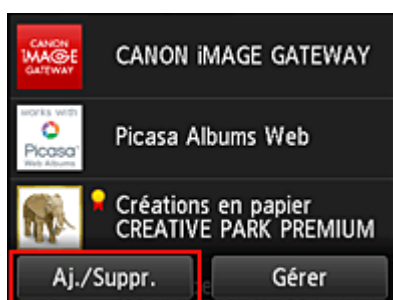 CANON
iMAGE
GATEWAY
CANON iMAGE GATEWAY
works with
Picasa
Web Albums
Picasa Albums Web
Créations en papier
CREATIVE PARK PREMIUM
Aj./Suppr.
Gérer